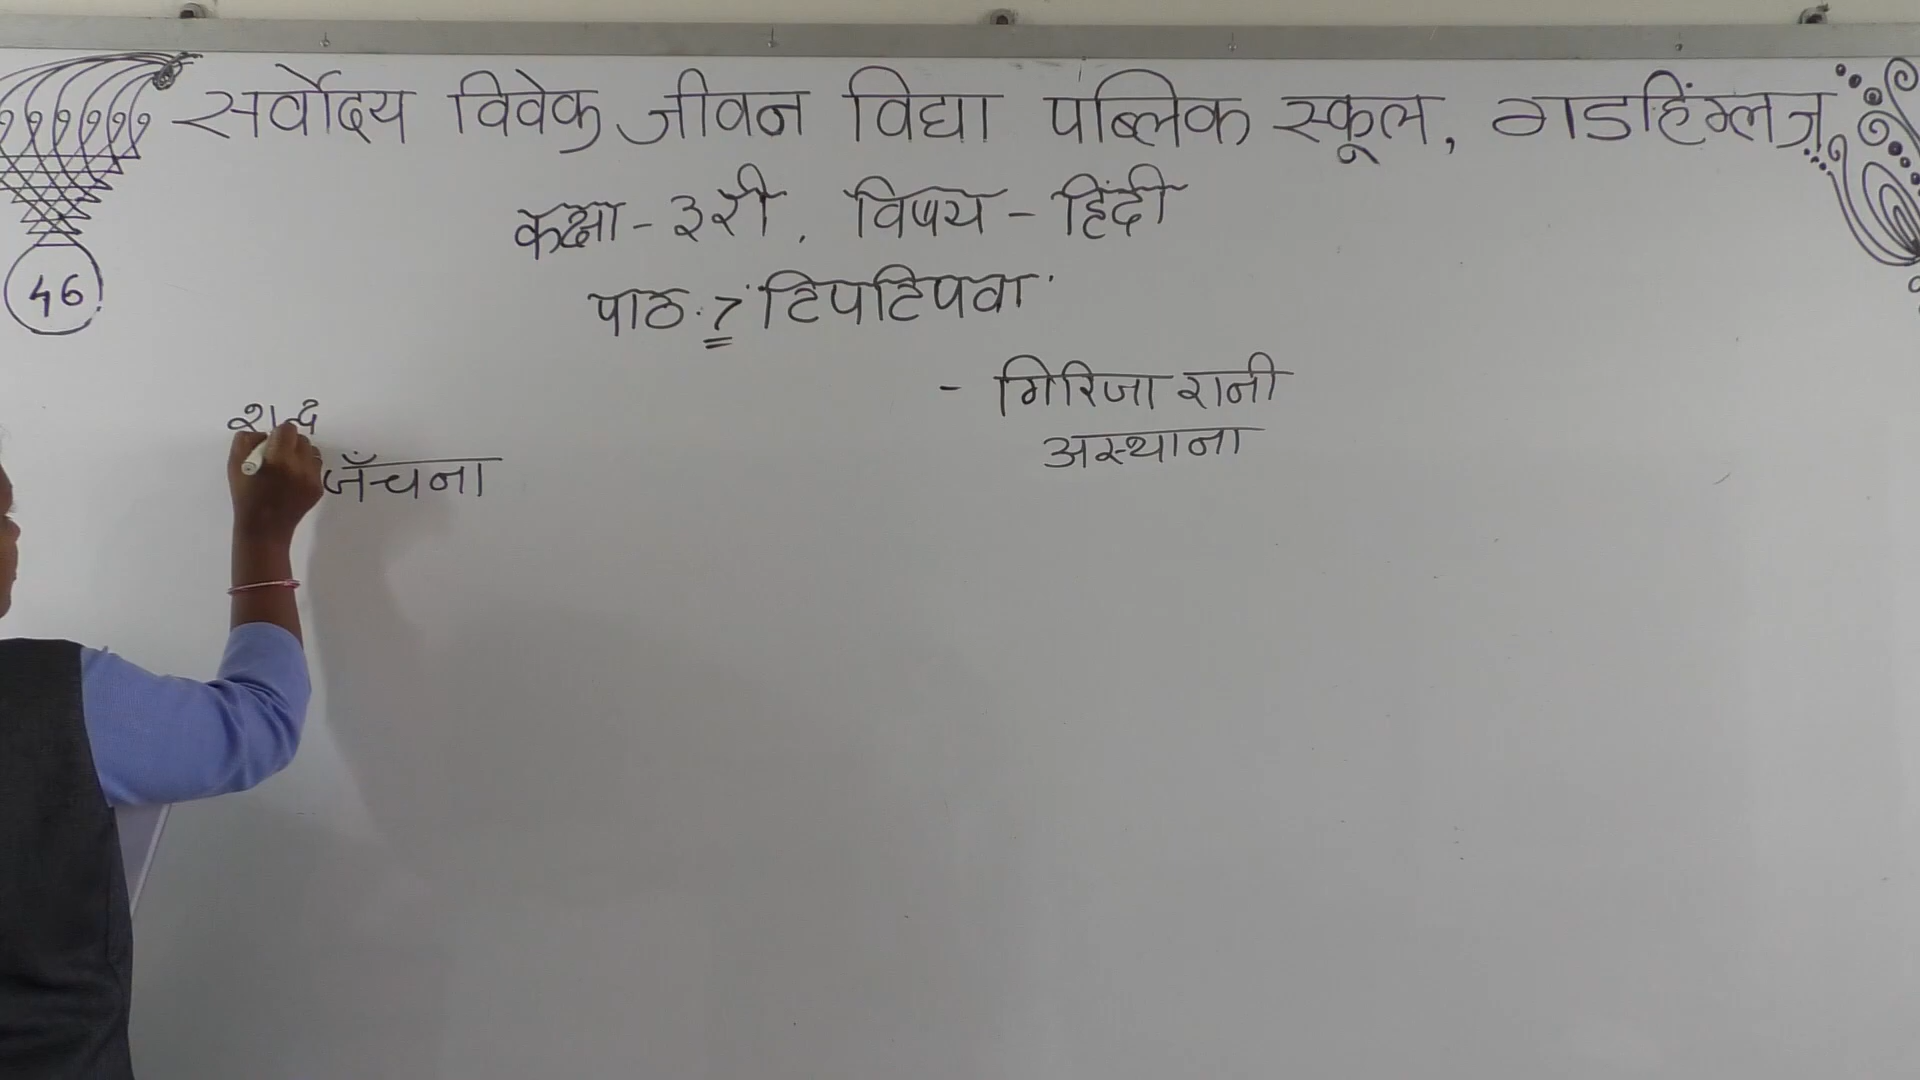 सर्वोदय विवेक जीवन विद्या पब्लिक स्कूल, गडहिंग्लज
कक्षा - ३री. विषय - हिंदी
46
पाठ. 7 टिपटिपवा
- गिरिजा रानी
अस्थाना
शब्द
जँचना